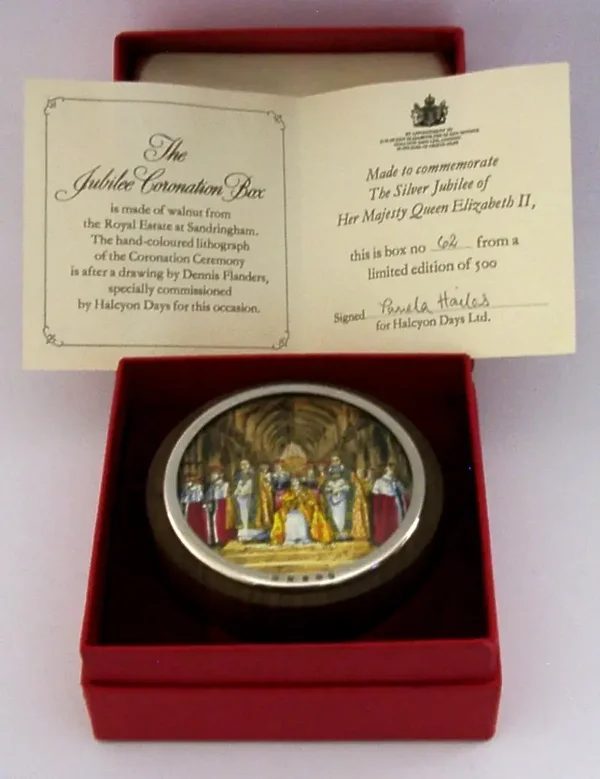 The
Jubilee Coronation Box
is made of walnut from
the Royal Estate at Sandringham.
The hand-coloured lithograph
of the Coronation Ceremony
is after a drawing by Dennis Flanders,
specially commissioned
by Halcyon Days for this occasion.
BY APPOINTMENT TO
Made to commemorate
The Silver Jubilee of
Her Majesty Queen Elizabeth II,
this is box no 62 from a
limited edition of 500
Signed
for Halcyon Days Ltd.